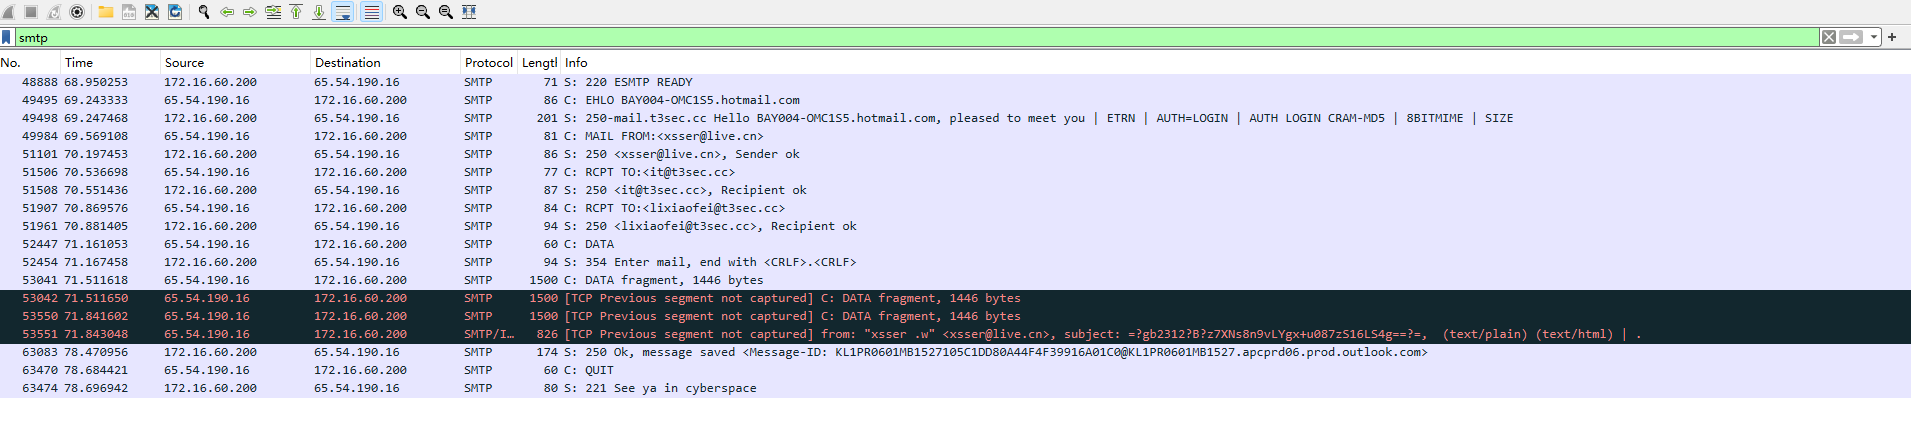 smtp
No. Time Source Destination Protocol Lengtl Info
48888 68.950253 172.16.60.200 65.54.190.16 SMTP 71 S: 220 ESMTP READY
49495 69.243333 65.54.190.16 172.16.60.200 SMTP 86 C: EHLO BAY004-OMC1S5.hotmail.com
49498 69.247468 172.16.60.200 65.54.190.16 SMTP 201 S: 250-mail.t3sec.cc Hello BAY004-OMC1S5.hotmail.com, pleased to meet you | ETRN | AUTH=LOGIN | AUTH LOGIN CRAM-MD5 | 8BITMIME | SIZE
49984 69.569108 65.54.190.16 172.16.60.200 SMTP 81 C: MAIL FROM:<xsser@live.cn>
51101 70.197453 172.16.60.200 65.54.190.16 SMTP 86 S: 250 <xsser@live.cn>, Sender ok
51506 70.536698 65.54.190.16 172.16.60.200 SMTP 77 C: RCPT TO:<it@t3sec.cc>
51508 70.551436 172.16.60.200 65.54.190.16 SMTP 87 S: 250 <it@t3sec.cc>, Recipient ok
51907 70.869576 65.54.190.16 172.16.60.200 SMTP 84 C: RCPT TO:<lixiaofei@t3sec.cc>
51961 70.881405 172.16.60.200 65.54.190.16 SMTP 94 S: 250 <lixiaofei@t3sec.cc>, Recipient ok
52447 71.161053 65.54.190.16 172.16.60.200 SMTP 60 C: DATA
52454 71.167458 172.16.60.200 65.54.190.16 SMTP 94 S: 354 Enter mail, end with <CRLF>.<CRLF>
53041 71.511618 65.54.190.16 172.16.60.200 SMTP 1500 C: DATA fragment, 1446 bytes
53042 71.511650 65.54.190.16 172.16.60.200 SMTP 1500 [TCP Previous segment not captured] C: DATA fragment, 1446 bytes
53550 71.841602 65.54.190.16 172.16.60.200 SMTP 1500 [TCP Previous segment not captured] C: DATA fragment, 1446 bytes
53551 71.843048 65.54.190.16 172.16.60.200 SMTP/I… 826 [TCP Previous segment not captured] from: "xsser .w" <xsser@live.cn>, subject: =?gb2312?B?z7XNs8n9vLYgx+u087zS16LS4g==?=, (text/plain) (text/html) | .
63083 78.470956 172.16.60.200 65.54.190.16 SMTP 174 S: 250 Ok, message saved <Message-ID: KL1PR0601MB1527105C1DD80A44F4F39916A01C0@KL1PR0601MB1527.apcprd06.prod.outlook.com>
63470 78.684421 65.54.190.16 172.16.60.200 SMTP 60 C: QUIT
63474 78.696942 172.16.60.200 65.54.190.16 SMTP 80 S: 221 See ya in cyberspace